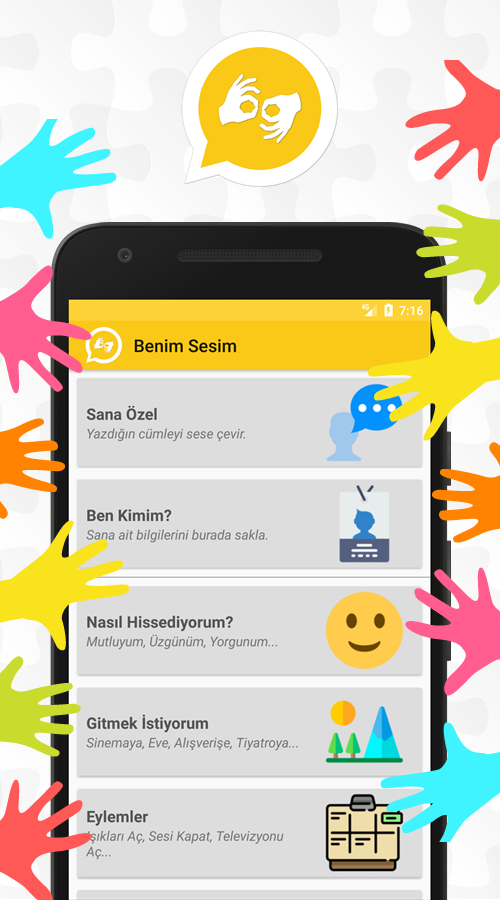 4G 7:16
Benim Sesim
Sana Özel
Yazdığın cümleyi sese çevir.
Ben Kimim?
Sana ait bilgilerini burada sakla.
Nasıl Hissediyorum?
Mutluyum, Üzgünüm, Yorgunum...
Gitmek İstiyorum
Sinemaya, Eve, Alışverişe, Tiyatroya...
Eylemler
Işıkları Aç, Sesi Kapat, Televizyonu
Aç...